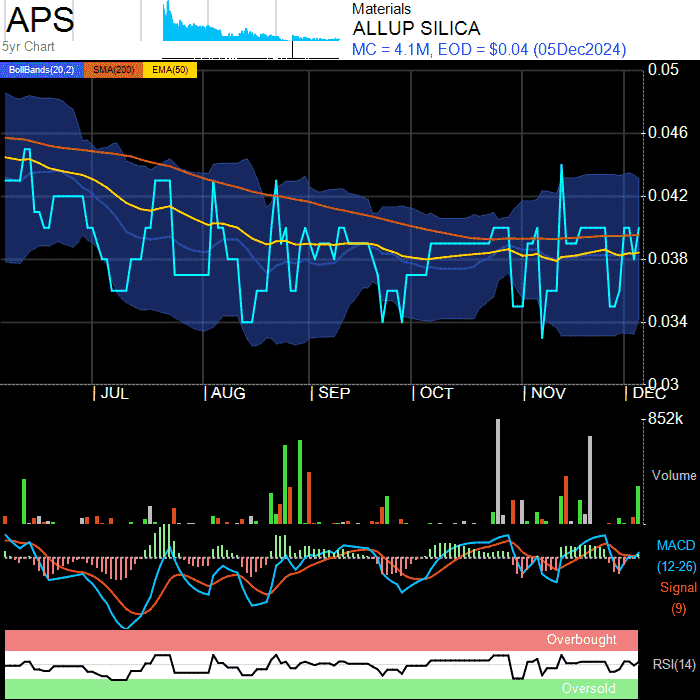 APS
5yr Chart
Materials
ALLUP SILICA
MC = 4.1M, EOD = $0.04 (05Dec2024)
BollBands(20,2) SMA(200) EMA(50)
0.05
0.046
0.042
0.038
0.034
0.03
| JUL | AUG | SEP | OCT | NOV | DEC
852k
Volume
MACD
(12-26)
Signal
(9)
Overbought
RSI(14)
Oversold